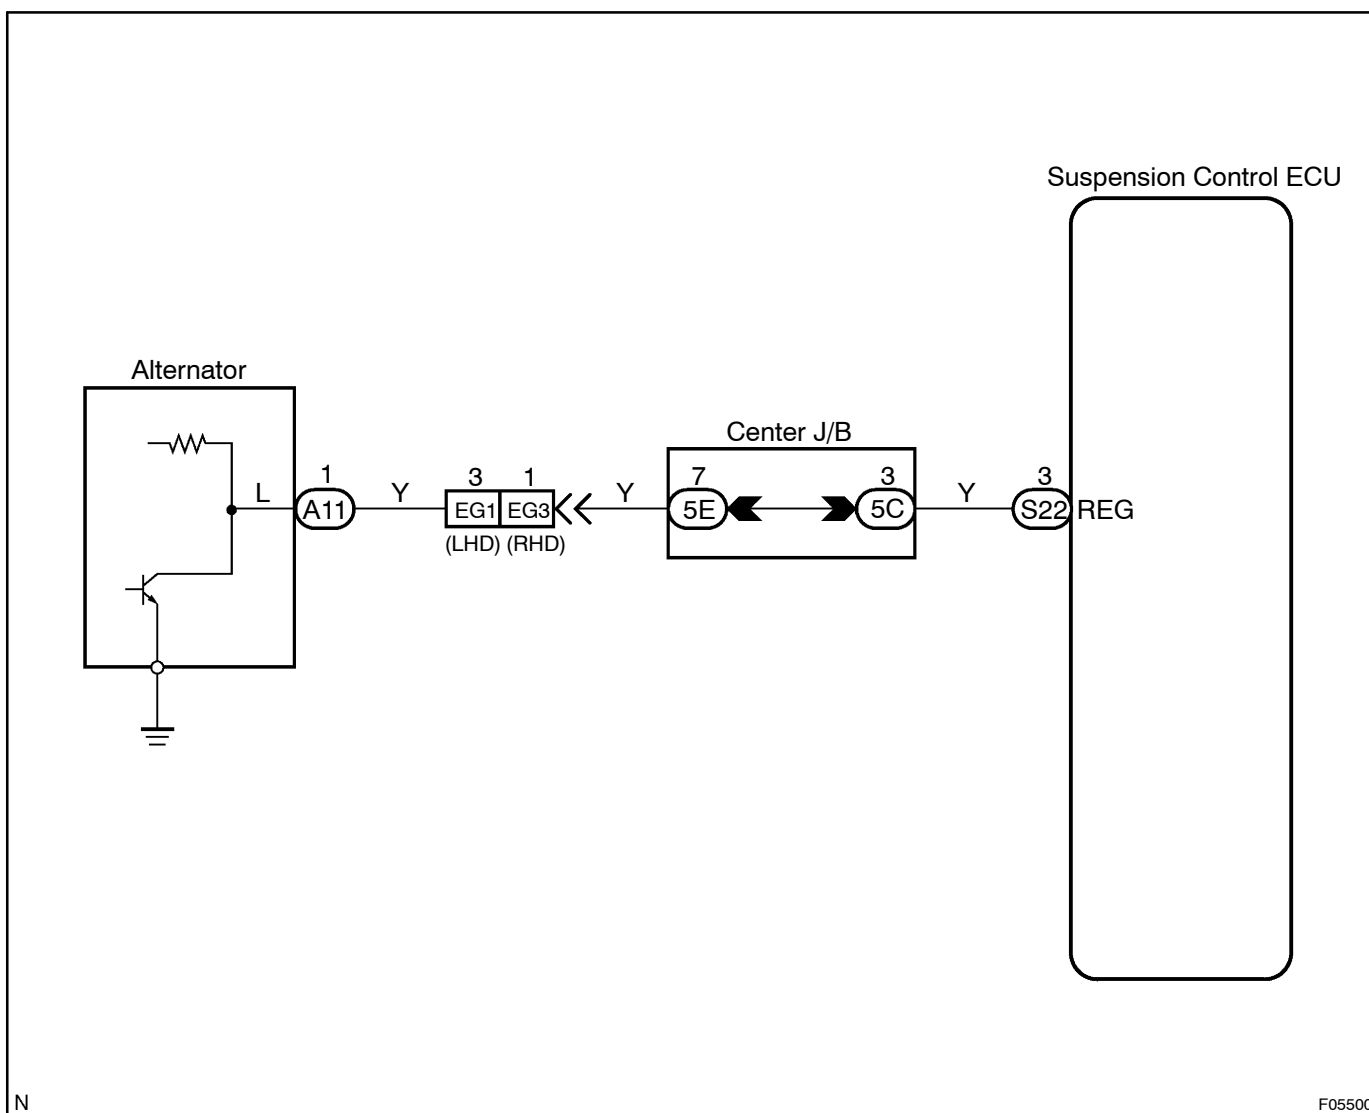 Suspension Control ECU
Alternator
Center J/B
1 3 1 7 3 3
L A11 Y EG1 EG3 Y 5E 5C Y S22 REG
(LHD) (RHD)
N F05500